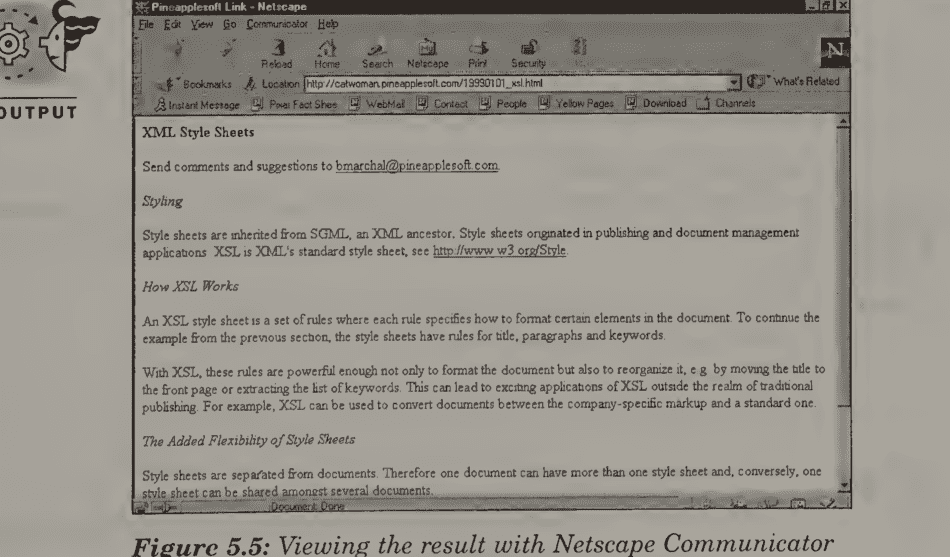 Pineapplesoft Link - Netscape
File Edit View Go Communicator Help
Reload Home Search Netscape Print Security
N
Bookmarks Location http://catwoman.pineapplesoft.com/19990101_xsl.html What's Related
Instant Message WebMail Contact People Yellow Pages Download Channels
OUTPUT
XML Style Sheets
Send comments and suggestions to bmarchal@pineapplesoft.com.
Styling
Style sheets are inherited from SGML, an XML ancestor. Style sheets originated in publishing and document management
applications XSL is XML's standard style sheet, see http://www w3 org/Style.
How XSL Works
An XSL style sheet is a set of rules where each rule specifies how to format certain elements in the document. To continue the
example from the previous section, the style sheets have rules for title, paragraphs and keywords.
With XSL, these rules are powerful enough not only to format the document but also to reorganize it, e g. by moving the title to
the front page or extracting the list of keywords. This can lead to exciting applications of XSL outside the realm of traditional
publishing. For example, XSL can be used to convert documents between the company-specific markup and a standard one.
The Added Flexibility of Style Sheets
Style sheets are separated from documents. Therefore one document can have more than one style sheet and, conversely, one
style sheet can be shared amongst several documents.
Document Done
Figure 5.5: Viewing the result with Netscape Communicator